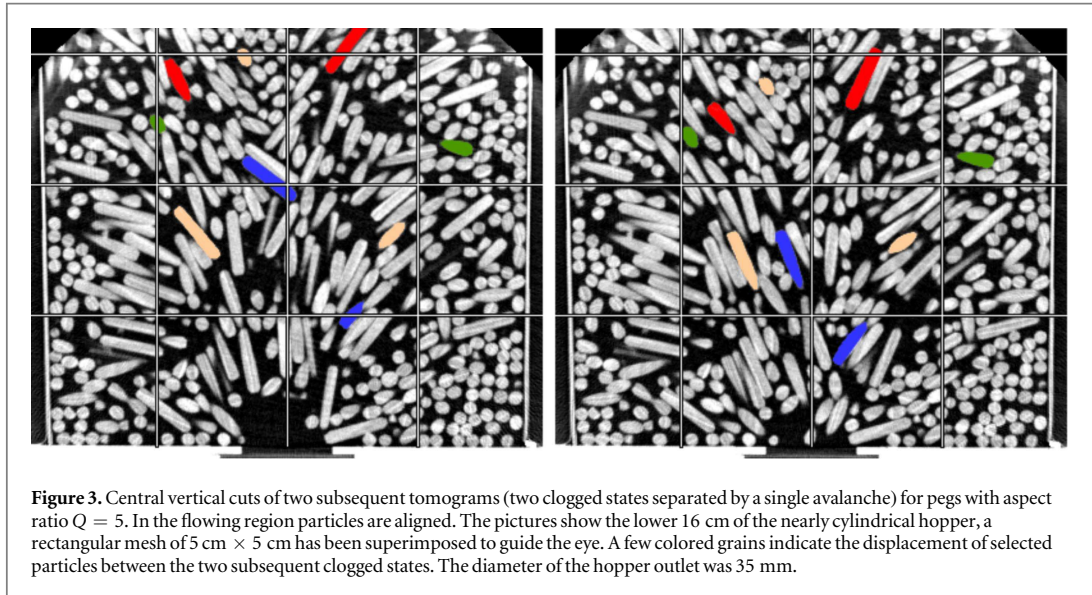 Figure 3. Central vertical cuts of two subsequent tomograms (two clogged states separated by a single avalanche) for pegs with aspect
ratio Q = 5. In the flowing region particles are aligned. The pictures show the lower 16 cm of the nearly cylindrical hopper, a
rectangular mesh of 5 cm × 5 cm has been superimposed to guide the eye. A few colored grains indicate the displacement of selected
particles between the two subsequent clogged states. The diameter of the hopper outlet was 35 mm.